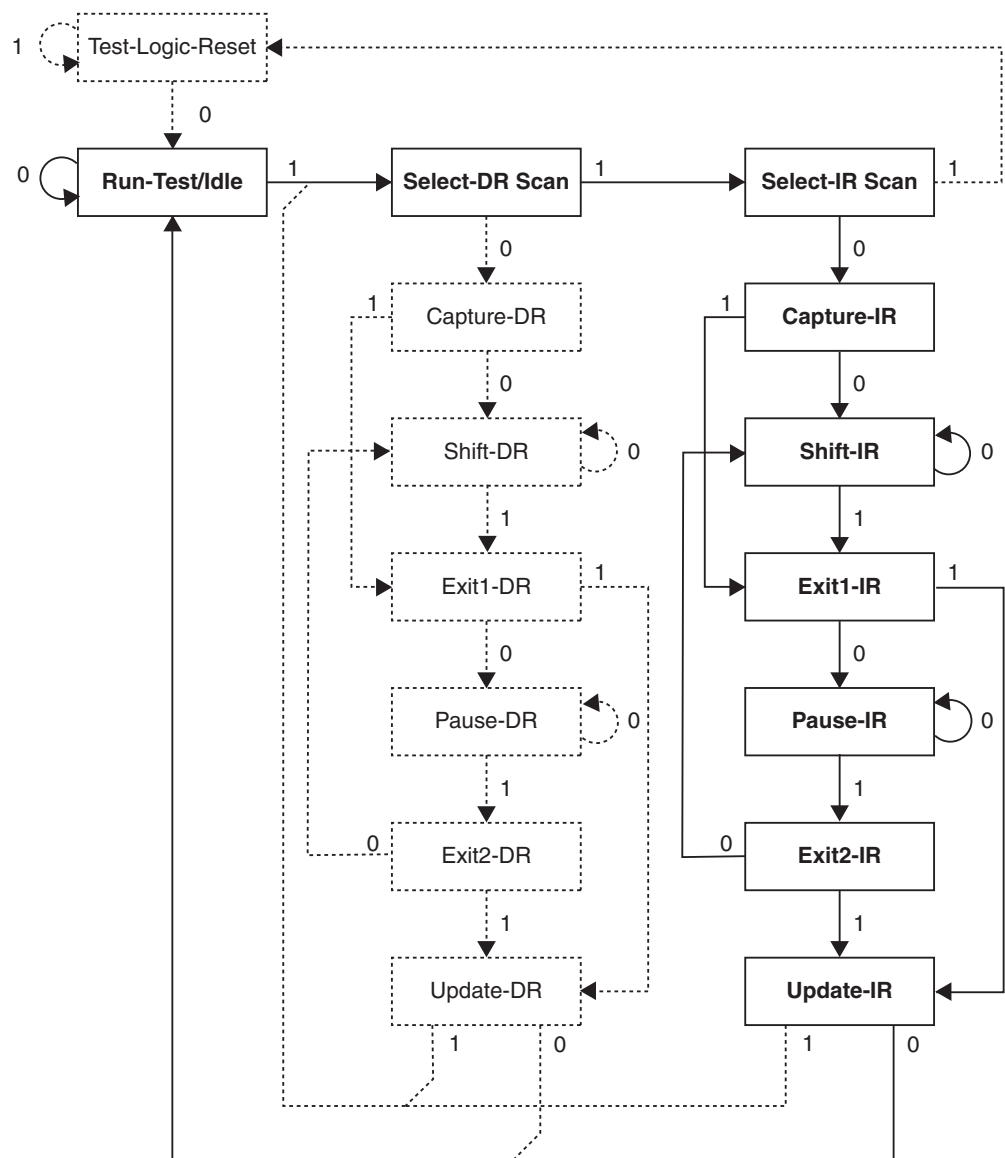 1 Test-Logic-Reset
0
0 Run-Test/Idle 1 Select-DR Scan 1 Select-IR Scan 1
0 0
1 Capture-DR 1 Capture-IR
0 0
Shift-DR 0 Shift-IR 0
1 1
Exit1-DR 1 Exit1-IR 1
0 0
Pause-DR 0 Pause-IR 0
1 1
0 Exit2-DR 0 Exit2-IR
1 1
Update-DR Update-IR
1 0 1 0